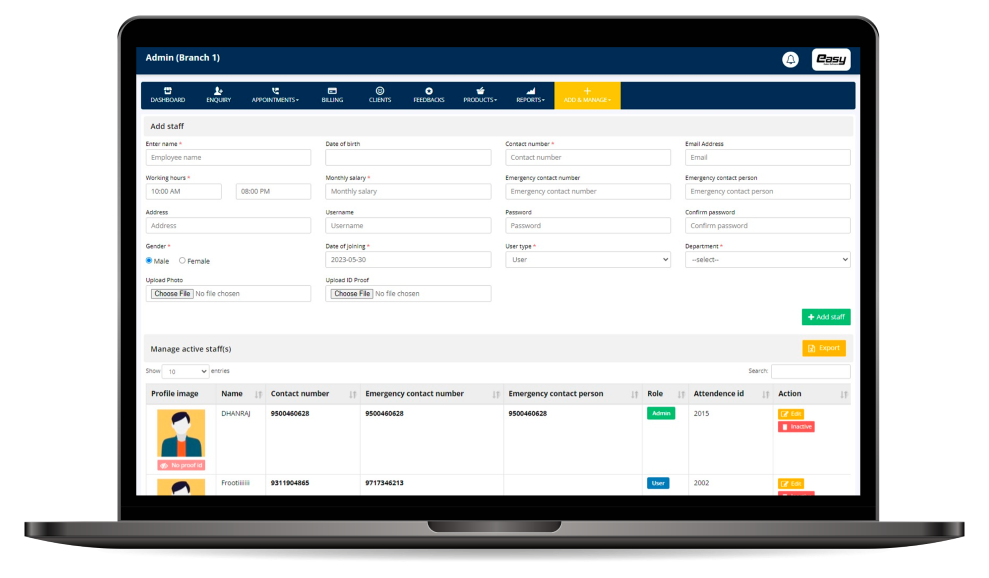 Admin (Branch 1)
easy
DASHBOARD ENQUIRY APPOINTMENTS BILLING CLIENTS FEEDBACKS PRODUCTS REPORTS ADD & MANAGE
Add staff
Enter name * Date of birth Contact number * Email Address
Employee name Contact number Email
Working hours * Monthly salary * Emergency contact number Emergency contact person
10:00 AM 08:00 PM Monthly salary Emergency contact number Emergency contact person
Address Username Password Confirm password
Address Username Password Confirm password
Gender * Date of joining * User type * Department *
Male Female 2023-05-30 User --select--
Upload Photo Upload ID Proof
Choose File No file chosen Choose File No file chosen
+ Add staff
Manage active staff(s) Export
Show 10 entries Search:
Profile image Name Contact number Emergency contact number Emergency contact person Role Attendence id Action
DHANRAJ 9500460628 9500460628 9500460628 Admin 2015 Edit
Inactive
No proof id
Frootiiiiii 9311904865 9717346213 User 2002 Edit